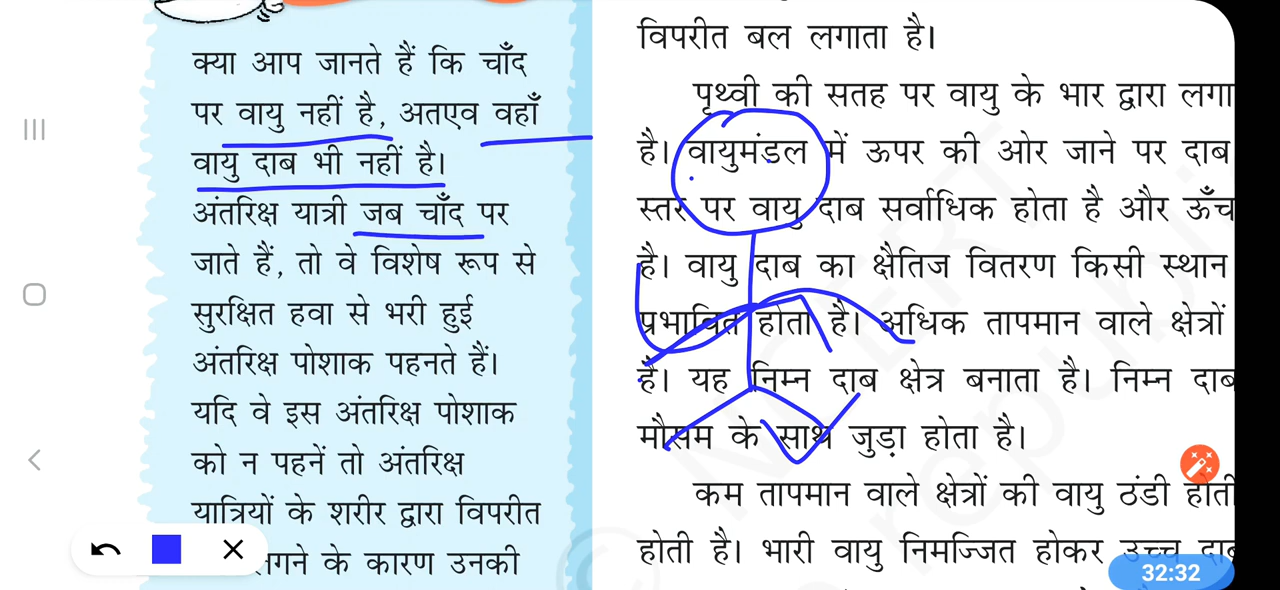 क्या आप जानते हैं कि चाँद
पर वायु नहीं है, अतएव वहाँ
वायु दाब भी नहीं है।
अंतरिक्ष यात्री जब चाँद पर
जाते हैं, तो वे विशेष रूप से
सुरक्षित हवा से भरी हुई
अंतरिक्ष पोशाक पहनते हैं।
यदि वे इस अंतरिक्ष पोशाक
को न पहनें तो अंतरिक्ष
यात्रियों के शरीर द्वारा विपरीत
के कारण उनकी
विपरीत बल लगाता है।
पृथ्वी की सतह पर वायु के भार द्वारा लगा
है। वायुमंडल में ऊपर की ओर जाने पर दाब
स्तर पर वायु दाब सर्वाधिक होता है और ऊँच
है। वायु दाब का क्षैतिज वितरण किसी स्थान
प्रभावित होता है। अधिक तापमान वाले क्षेत्रों
है। यह निम्न दाब क्षेत्र बनाता है। निम्न दाब
मौसम के साथ जुड़ा होता है।
कम तापमान वाले क्षेत्रों की वायु ठंडी होती
होती है। भारी वायु निमज्जित होकर उच्च दाब
32:32